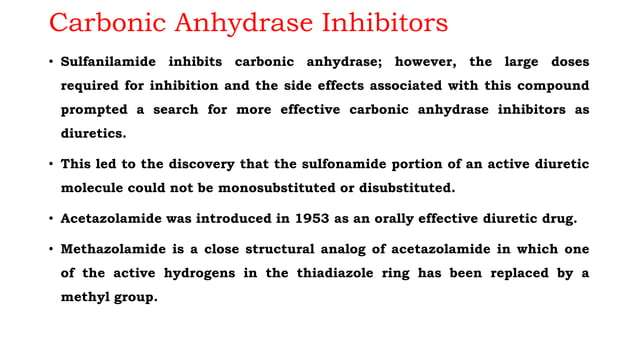 Carbonic Anhydrase Inhibitors
• Sulfanilamide inhibits carbonic anhydrase; however, the large doses
required for inhibition and the side effects associated with this compound
prompted a search for more effective carbonic anhydrase inhibitors as
diuretics.
• This led to the discovery that the sulfonamide portion of an active diuretic
molecule could not be monosubstituted or disubstituted.
• Acetazolamide was introduced in 1953 as an orally effective diuretic drug.
• Methazolamide is a close structural analog of acetazolamide in which one
of the active hydrogens in the thiadiazole ring has been replaced by a
methyl group.